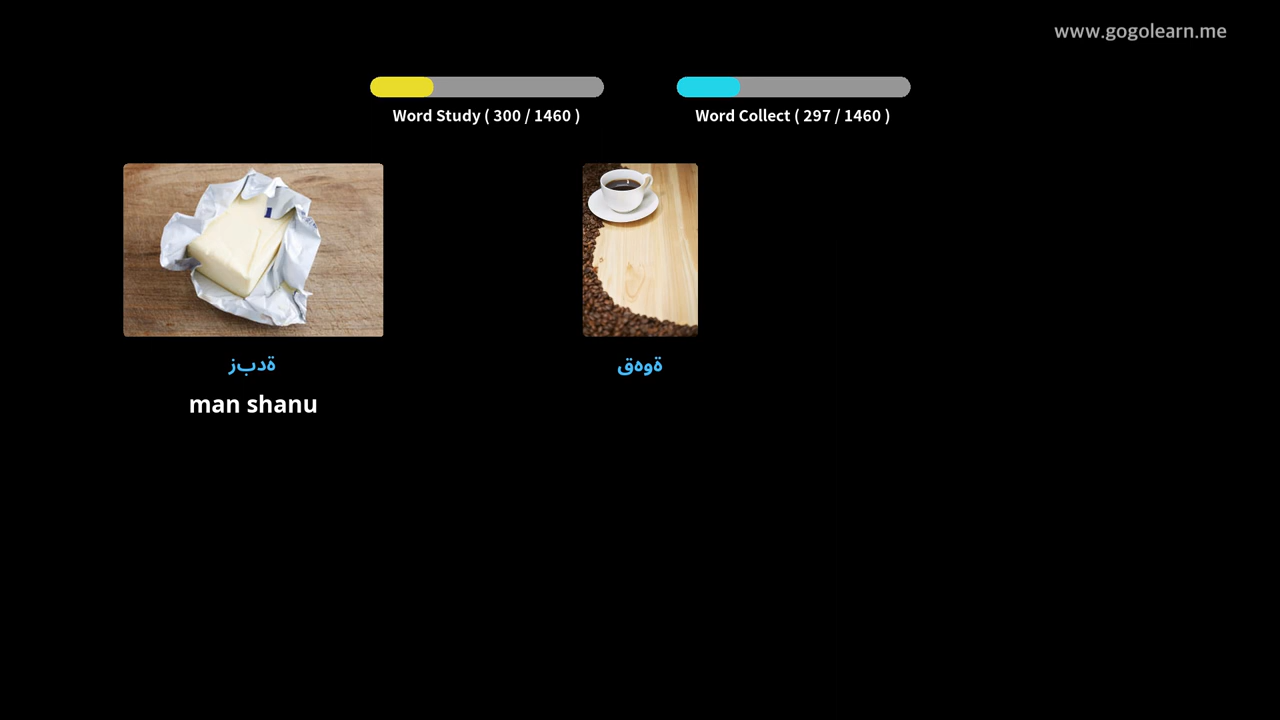 www.gogolearn.me
Word Study ( 300 / 1460 )
Word Collect ( 297 / 1460 )
ةدبز
ةوهق
man shanu